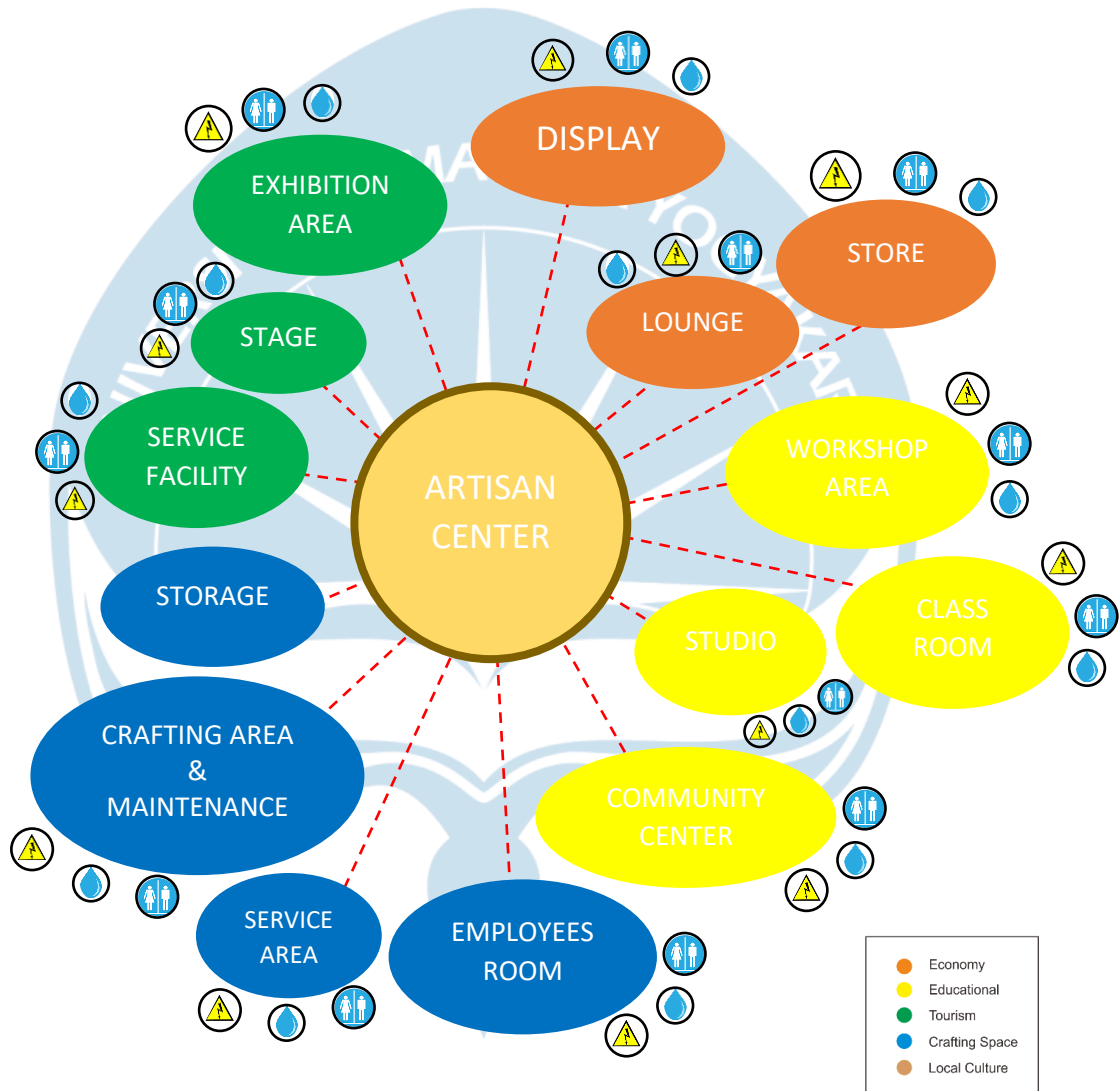 DISPLAY
EXHIBITION
AREA
STORE
LOUNGE
STAGE
SERVICE
FACILITY
WORKSHOP
AREA
ARTISAN
CENTER
STORAGE
CLASS
ROOM
STUDIO
CRAFTING AREA
&
MAINTENANCE
COMMUNITY
CENTER
SERVICE
AREA
EMPLOYEES
ROOM
Economy
Educational
Tourism
Crafting Space
Local Culture